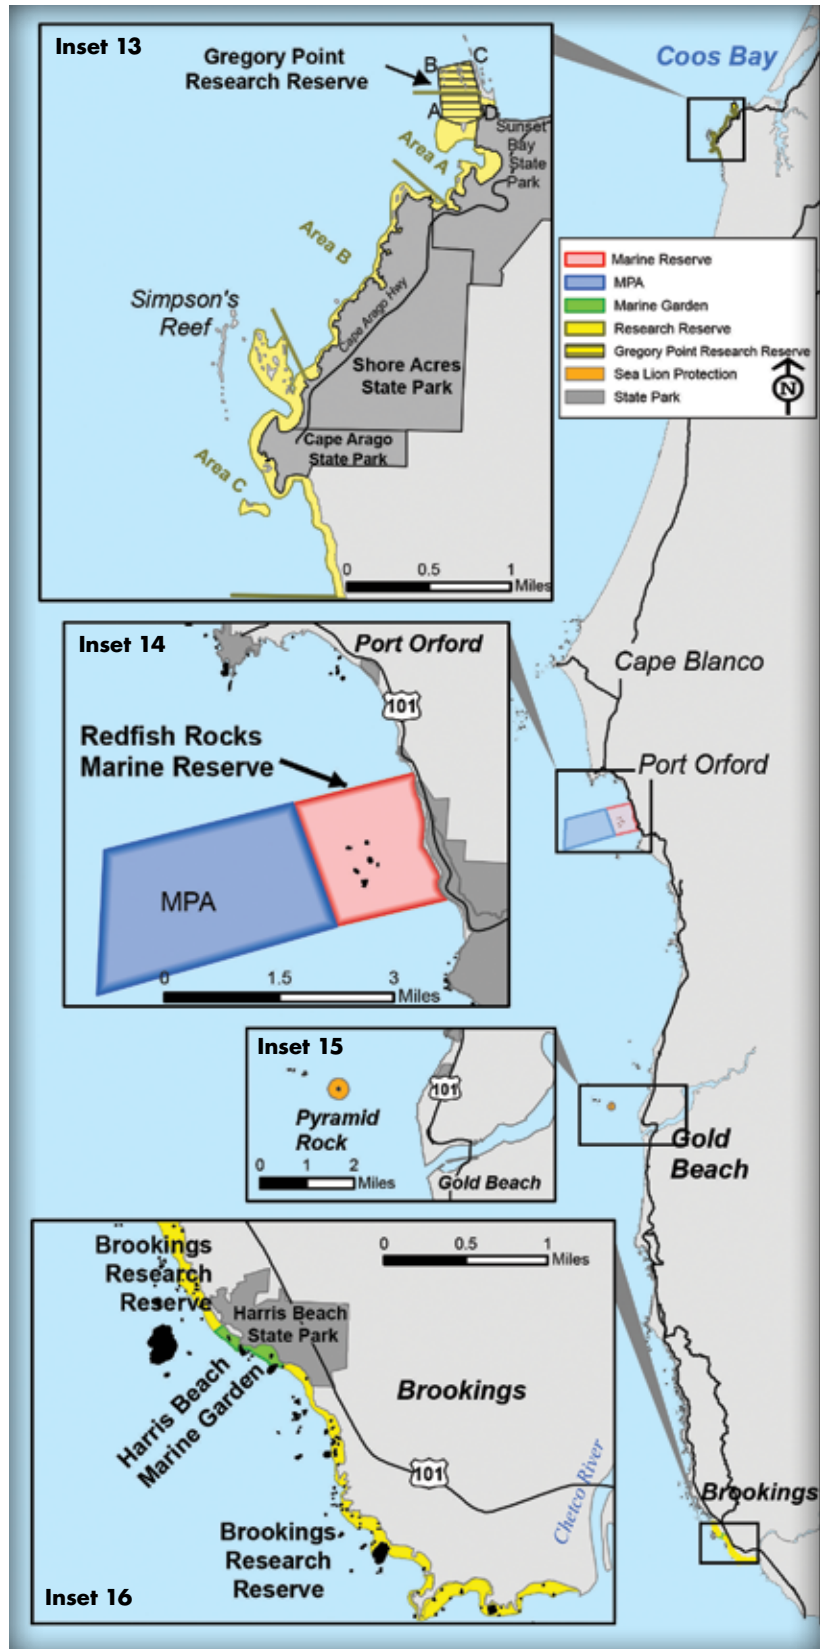 Inset 13
Gregory Point
Research Reserve
B
C
A
D
Sunset
Bay
State
Park
Area A
Area B
Simpson's
Reef
Cape Arago Hwy
Shore Acres
State Park
Cape Arago
State Park
Area C
0 0.5 1
Miles
Coos Bay
Marine Reserve
MPA
Marine Garden
Research Reserve
Gregory Point Research Reserve
Sea Lion Protection
State Park
N
Cape Blanco
Port Orford
Gold
Beach
Brookings
Inset 14
Port Orford
101
Redfish Rocks
Marine Reserve
MPA
0 1.5 3
Miles
Inset 15
101
Pyramid
Rock
0 1 2
Miles
Gold Beach
Brookings
Research
Reserve
0 0.5 1
Miles
Harris Beach
State Park
Harris Beach
Marine Garden
Brookings
101
Chetco River
Brookings
Research
Reserve
Inset 16